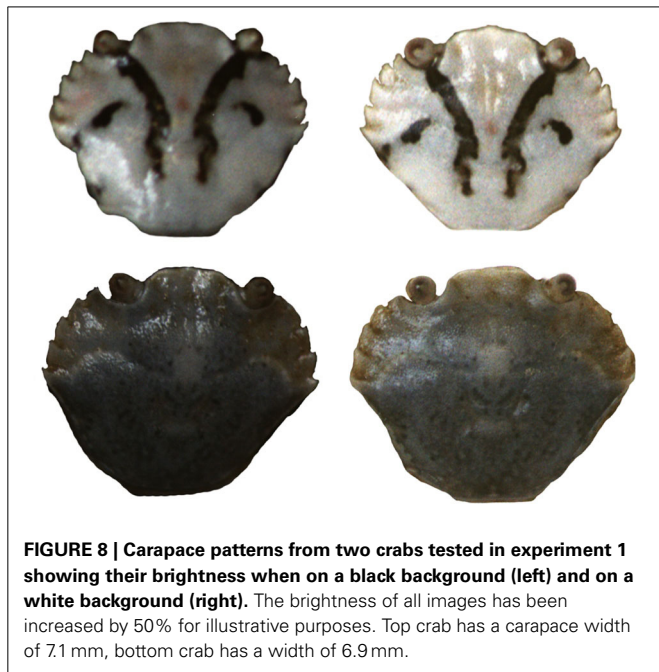 FIGURE 8 | Carapace patterns from two crabs tested in experiment 1
showing their brightness when on a black background (left) and on a
white background (right). The brightness of all images has been
increased by 50% for illustrative purposes. Top crab has a carapace width
of 7.1 mm, bottom crab has a width of 6.9 mm.